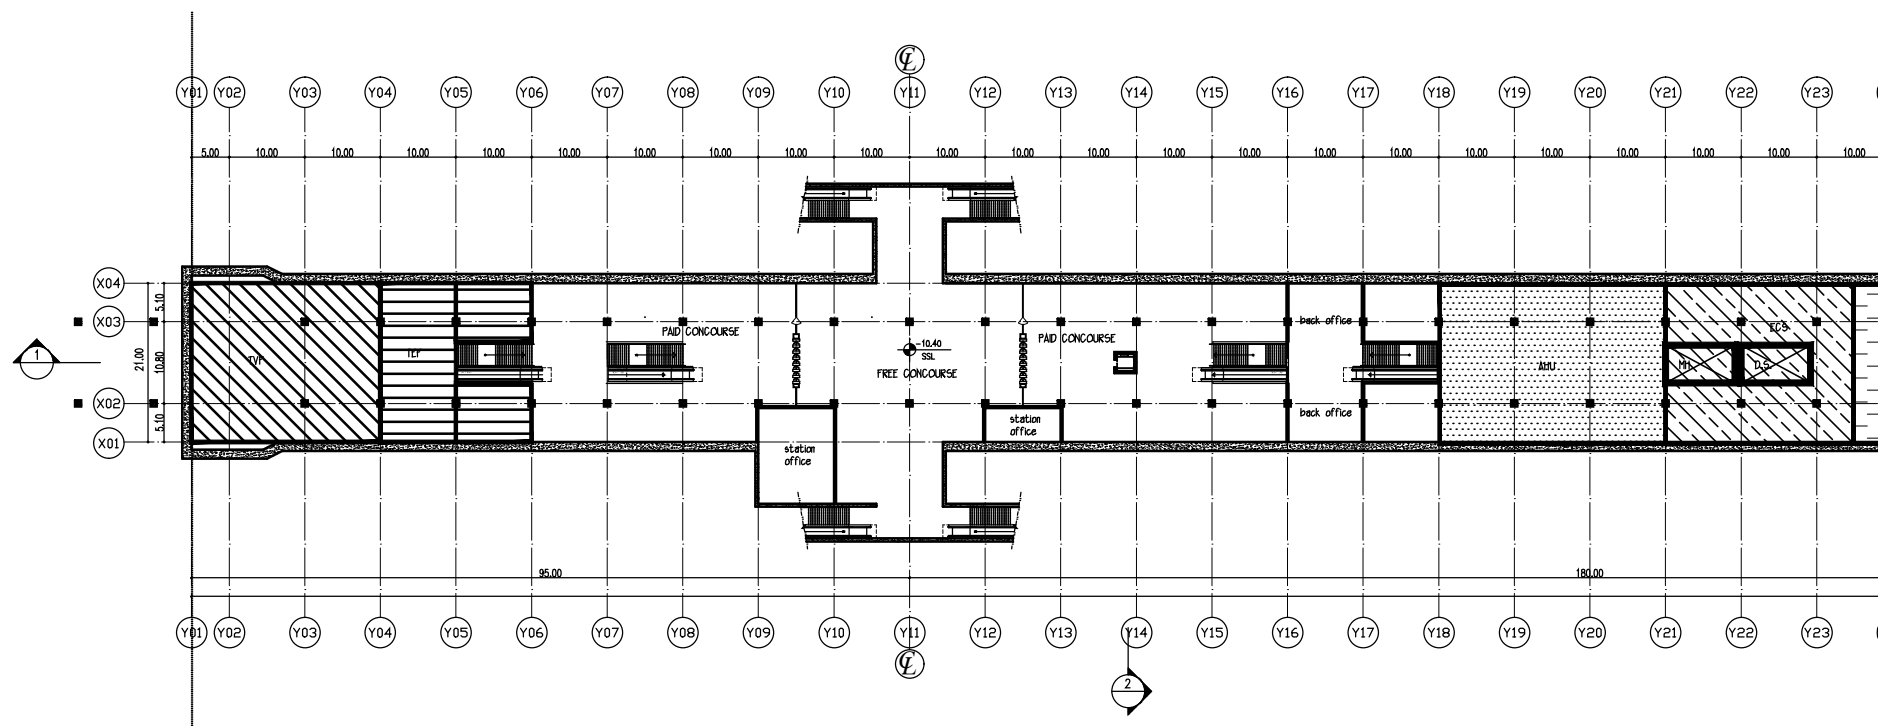 ℄
Y01 Y02 Y03 Y04 Y05 Y06 Y07 Y08 Y09 Y10 Y11 Y12 Y13 Y14 Y15 Y16 Y17 Y18 Y19 Y20 Y21 Y22 Y23
5.00 10.00 10.00 10.00 10.00 10.00 10.00 10.00 10.00 10.00 10.00 10.00 10.00 10.00 10.00 10.00 10.00 10.00 10.00 10.00 10.00 10.00 10.00
X04
5.10
X03
PAID CONCOURSE
PAID CONCOURSE
back office
ECS
-10.40
SSL
1
21.00
10.80
TVF
TEF
FREE CONCOURSE
AHU
MH.
D.S.
X02
5.10
X01
back office
station
office
station
office
95.00
180.00
Y01 Y02 Y03 Y04 Y05 Y06 Y07 Y08 Y09 Y10 Y11 Y12 Y13 Y14 Y15 Y16 Y17 Y18 Y19 Y20 Y21 Y22 Y23
℄
2